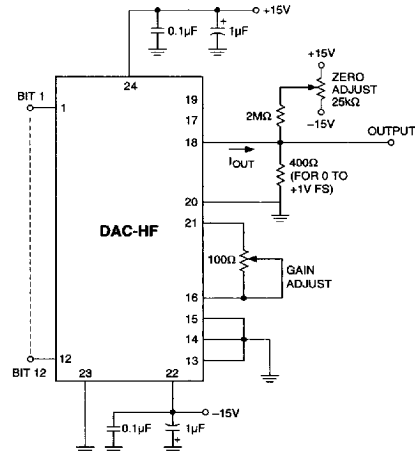 +15V
0.1µF
+
1µF
24
BIT 1
1
19
17
18
+15V
ZERO
ADJUST
25kΩ
–15V
2MΩ
OUTPUT
IOUT
400Ω
(FOR 0 TO
+1V FS)
20
21
DAC-HF
100Ω
GAIN
ADJUST
16
15
14
13
12
BIT 12
23
22
–15V
0.1µF
1µF
+